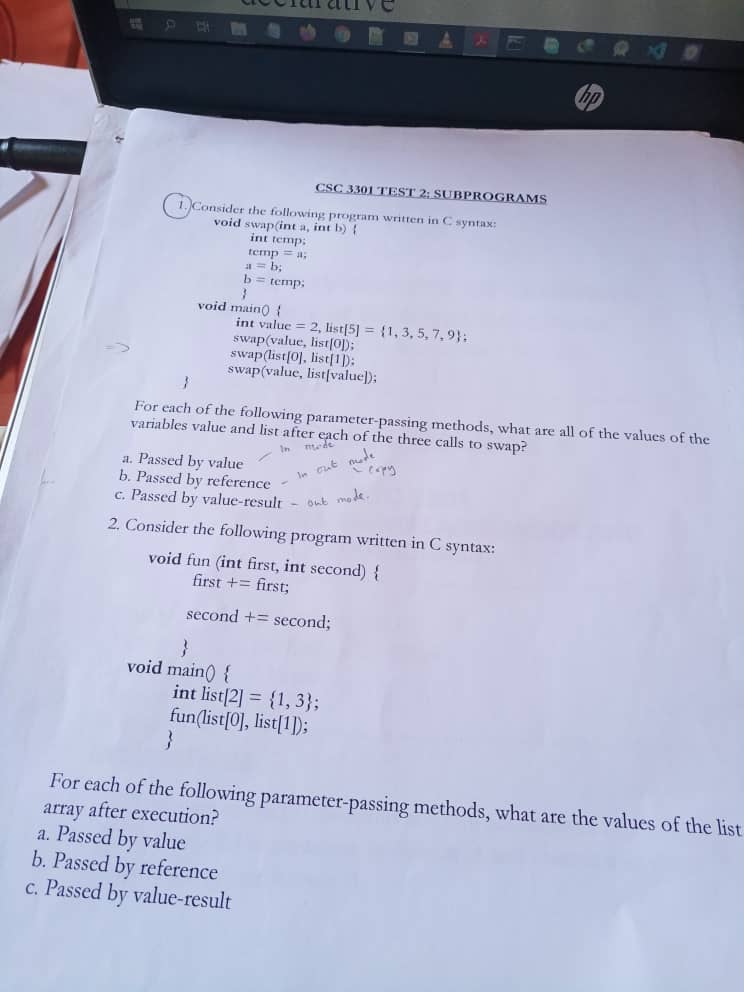 declarative
hp
CSC 3301 TEST 2: SUBPROGRAMS
1. Consider the following program written in C syntax:
void swap(int a, int b) {
int temp;
temp = a;
a = b;
b = temp;
}
void main() {
int value = 2, list[5] = {1, 3, 5, 7, 9};
swap(value, list[0]);
swap(list[0], list[1]);
swap(value, list[value]);
}
For each of the following parameter-passing methods, what are all of the values of the
variables value and list after each of the three calls to swap?
a. Passed by value - in mode
b. Passed by reference - in out mode
copy
c. Passed by value-result - out mode.
2. Consider the following program written in C syntax:
void fun (int first, int second) {
first += first;
second += second;
}
void main() {
int list[2] = {1, 3};
fun(list[0], list[1]);
}
For each of the following parameter-passing methods, what are the values of the list
array after execution?
a. Passed by value
b. Passed by reference
c. Passed by value-result